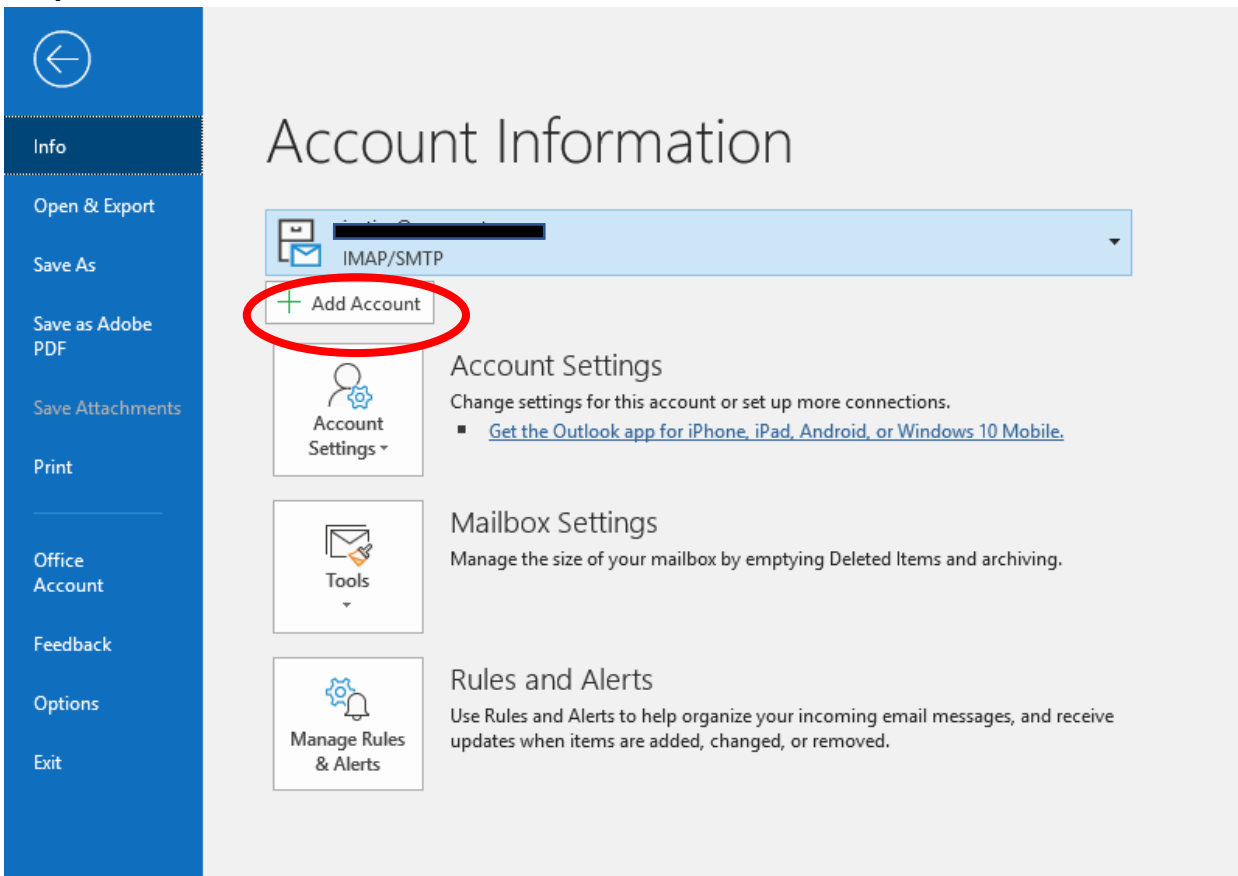 Info
Open & Export
Save As
Save as Adobe
PDF
Save Attachments
Print
Office
Account
Feedback
Options
Exit
Account Information
IMAP/SMTP
Add Account
Account
Settings
Account Settings
Change settings for this account or set up more connections.
Get the Outlook app for iPhone, iPad, Android, or Windows 10 Mobile.
Tools
Mailbox Settings
Manage the size of your mailbox by emptying Deleted Items and archiving.
Manage Rules
& Alerts
Rules and Alerts
Use Rules and Alerts to help organize your incoming email messages, and receive
updates when items are added, changed, or removed.